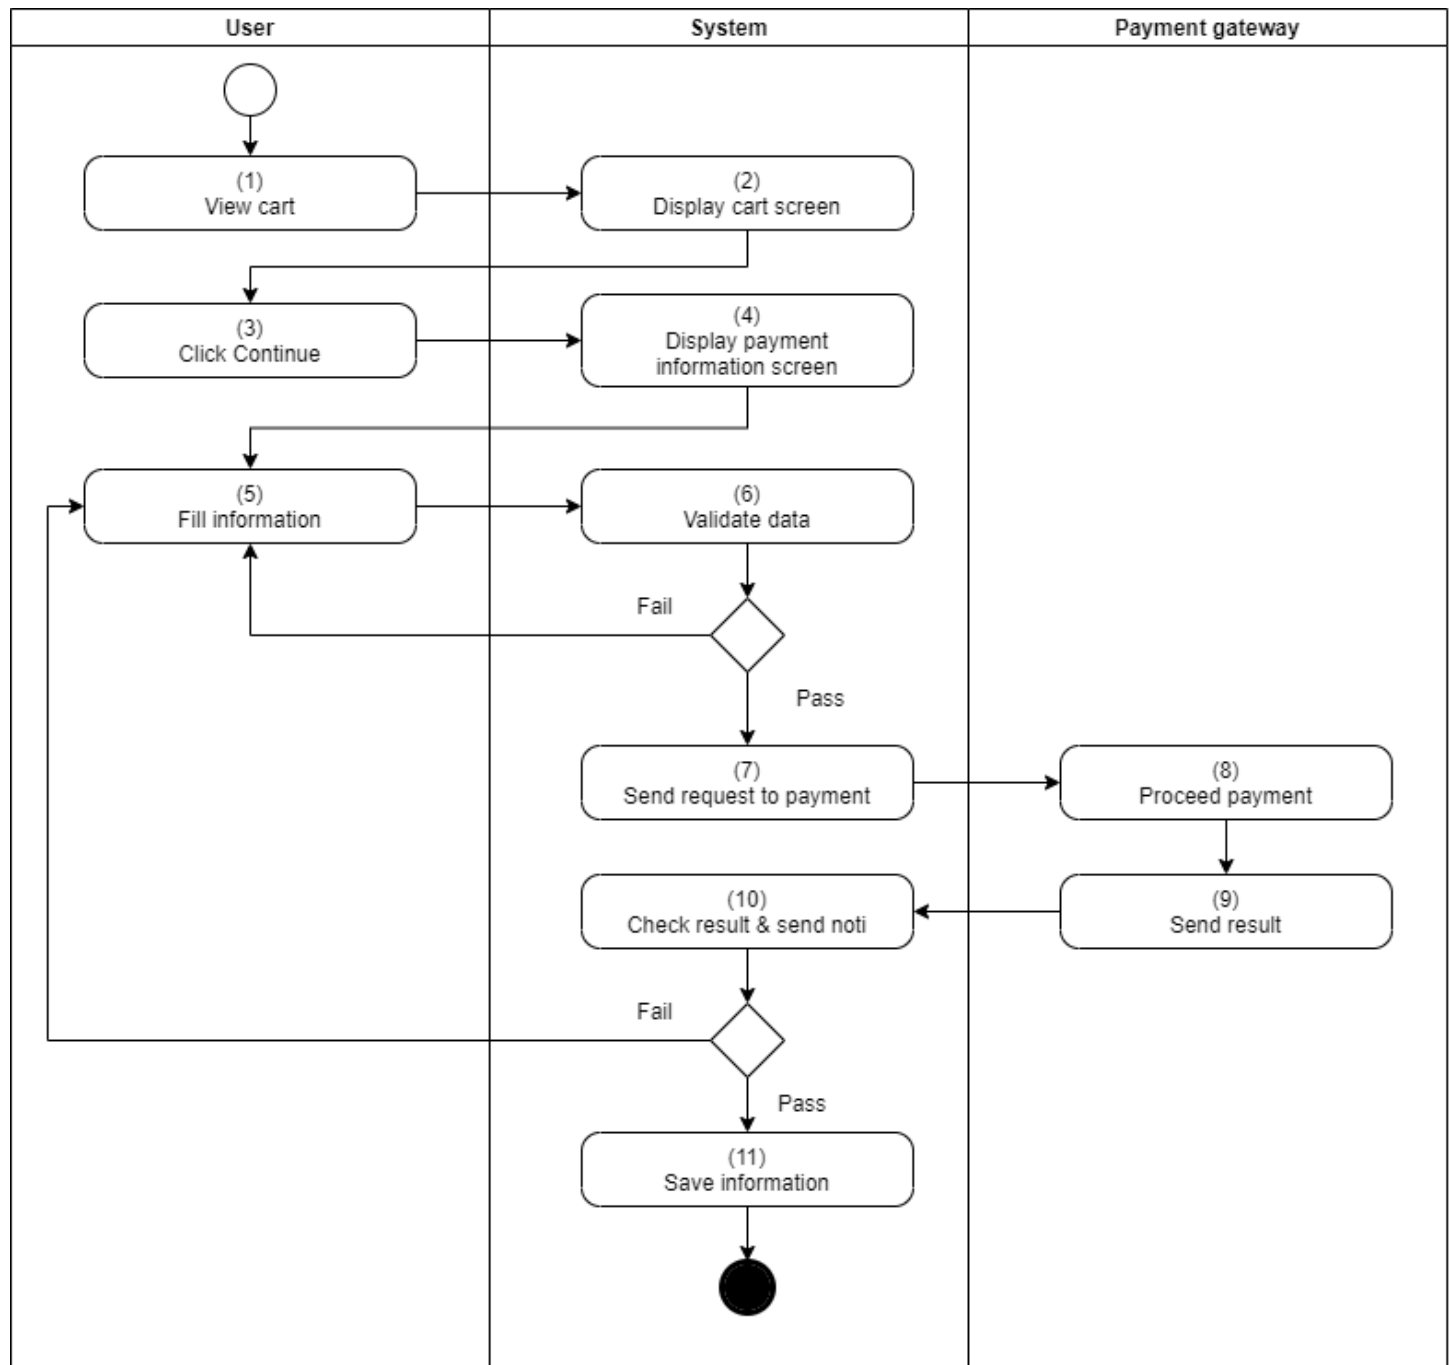 User
System
Payment gateway
(1)
View cart
(2)
Display cart screen
(3)
Click Continue
(4)
Display payment
information screen
(5)
Fill information
(6)
Validate data
Fail
Pass
(7)
Send request to payment
(8)
Proceed payment
(9)
Send result
(10)
Check result & send noti
Fail
Pass
(11)
Save information